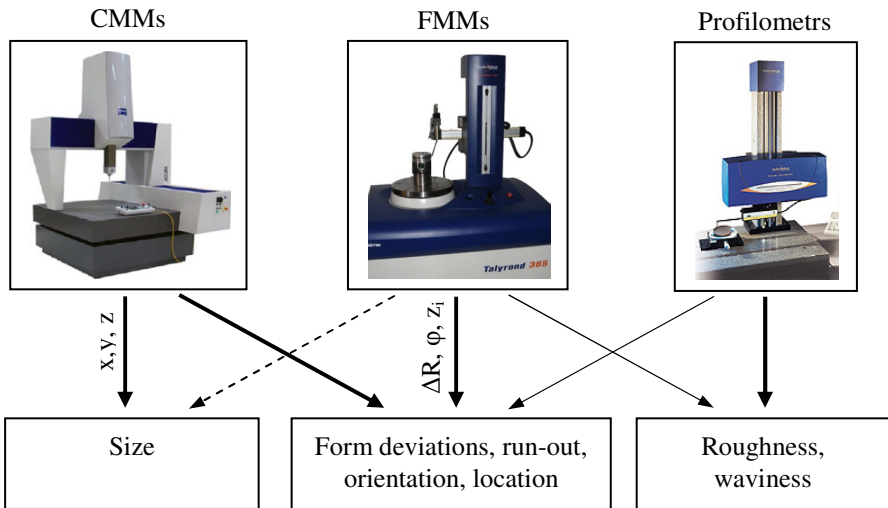 CMMs
FMMs
Profilometrs
Talyrond 365
x,y, z
ΔR, φ, zᵢ
Size
Form deviations, run-out,
orientation, location
Roughness,
waviness